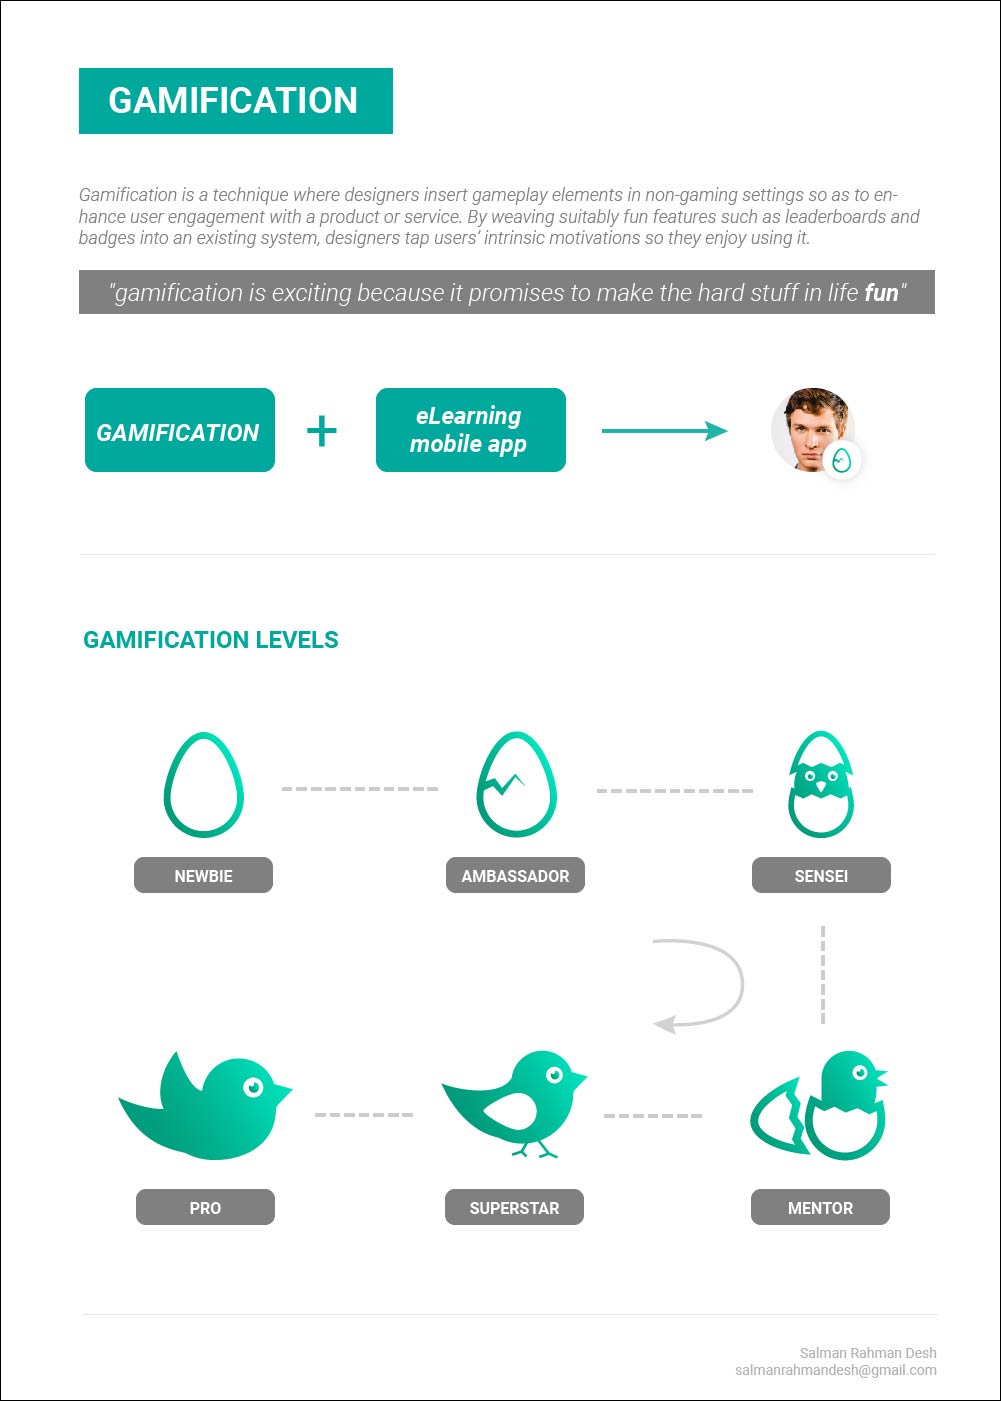 GAMIFICATION
Gamification is a technique where designers insert gameplay elements in non-gaming settings so as to en-
hance user engagement with a product or service. By weaving suitably fun features such as leaderboards and
badges into an existing system, designers tap users’ intrinsic motivations so they enjoy using it.
"gamification is exciting because it promises to make the hard stuff in life fun"
GAMIFICATION
+
eLearning
mobile app
GAMIFICATION LEVELS
NEWBIE
AMBASSADOR
SENSEI
PRO
SUPERSTAR
MENTOR
Salman Rahman Desh
salmanrahmandesh@gmail.com